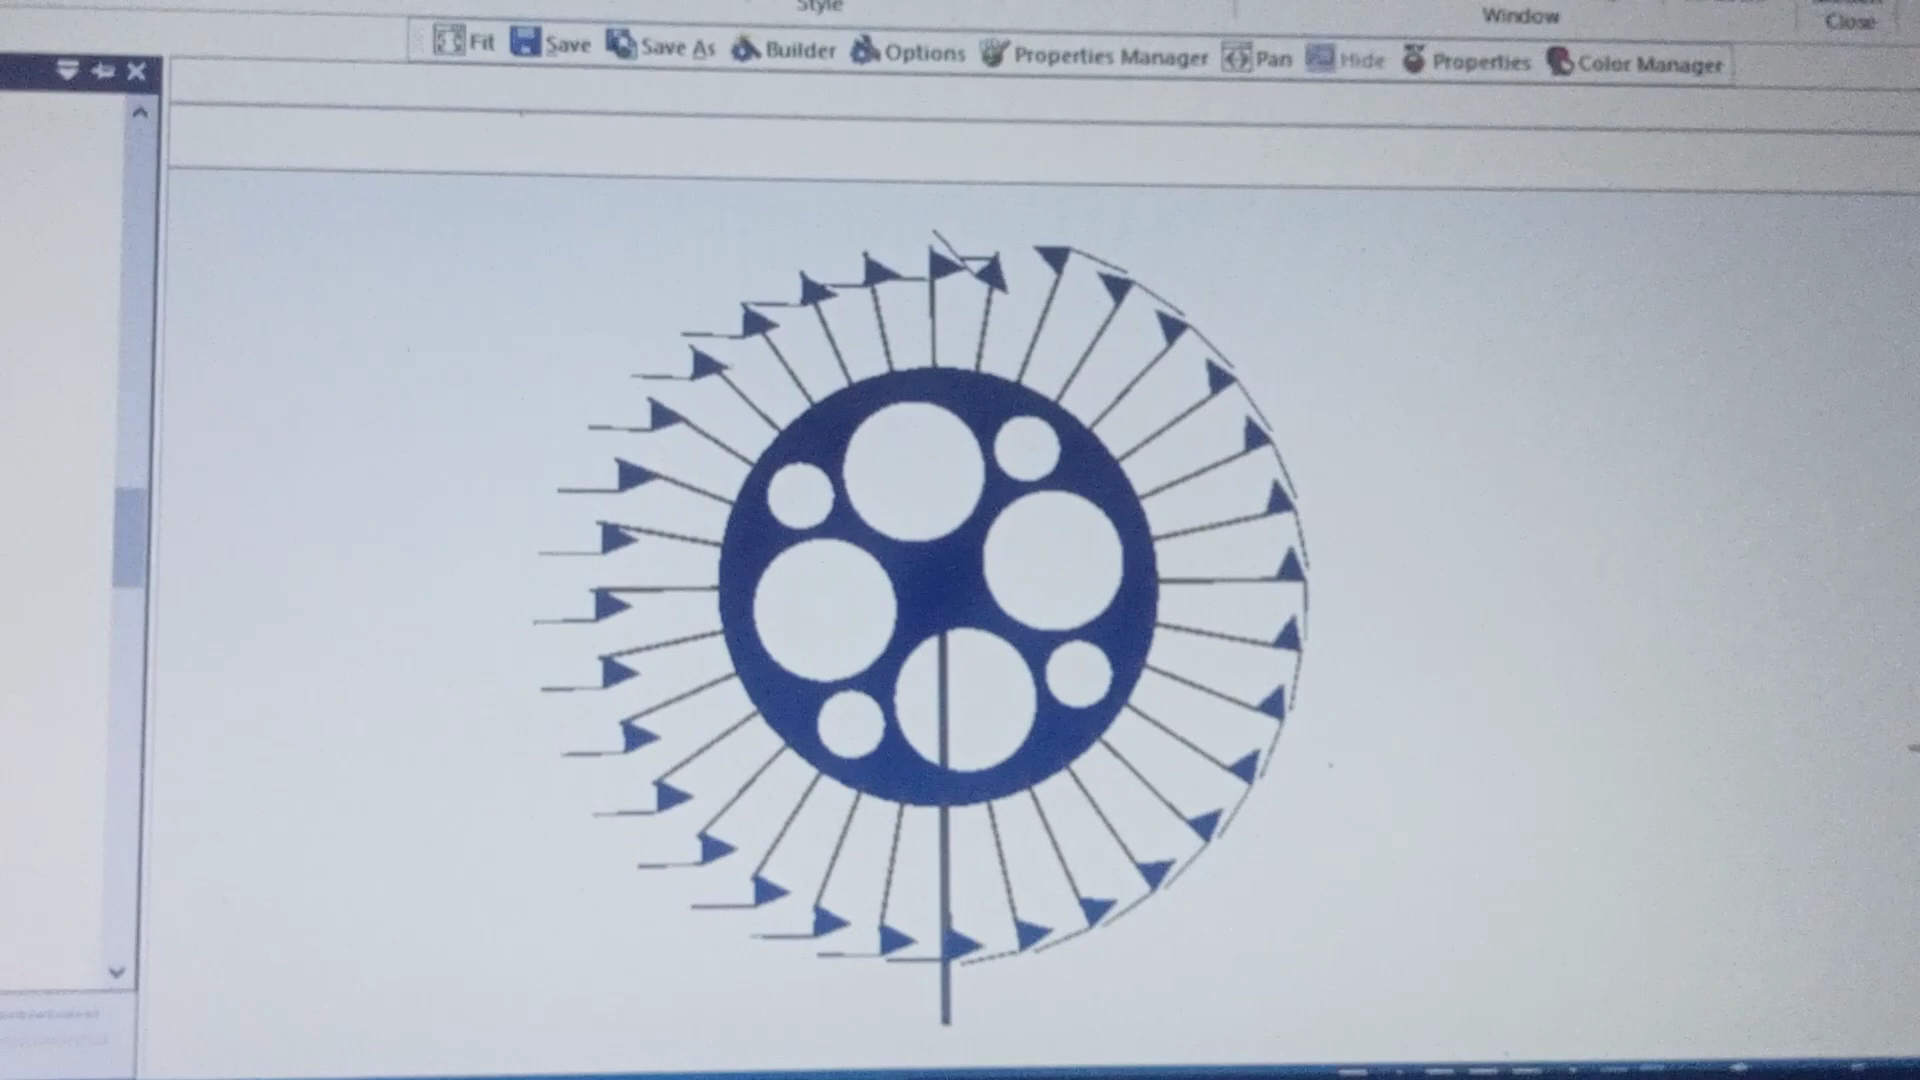 Style
Window
Close
Fit Save Save As Builder Options Properties Manager Pan Hide Properties Color Manager